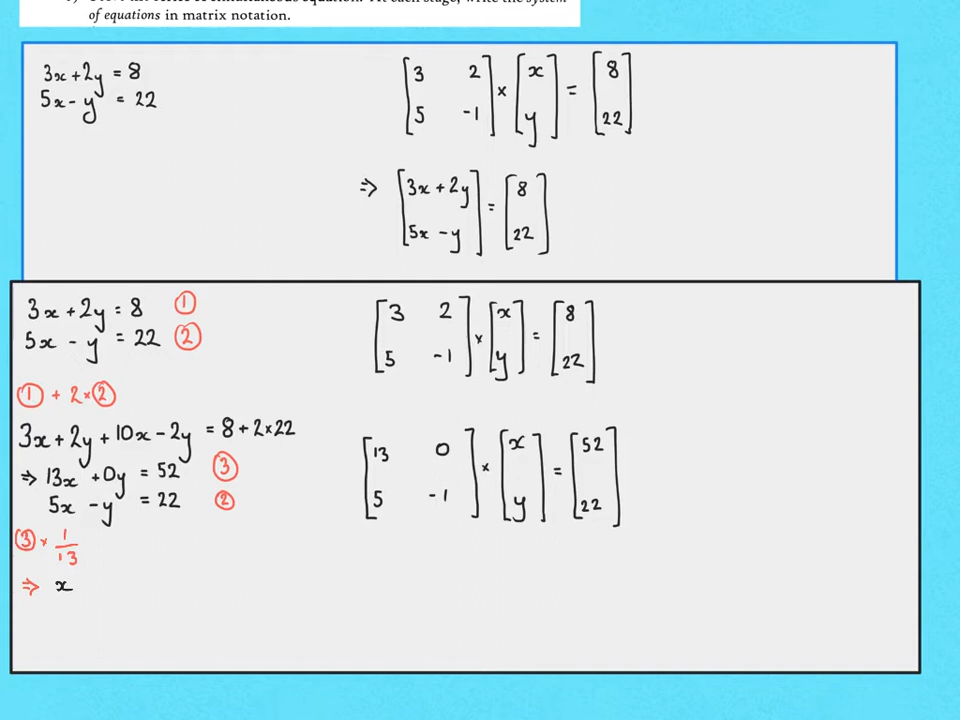 of equations in matrix notation.
3x+2y = 8
5x - y = 22
[3 2
5 -1] × [x
y] = [8
22]
⇒ [3x + 2y
5x - y] = [8
22]
3x + 2y = 8 ①
5x - y = 22 ②
① + 2×②
3x + 2y + 10x - 2y = 8 + 2×22
⇒ 13x + 0y = 52 ③
5x - y = 22 ②
③ × 1/13
⇒ x
[3 2
5 -1] × [x
y] = [8
22]
[13 0
5 -1] × [x
y] = [52
22]